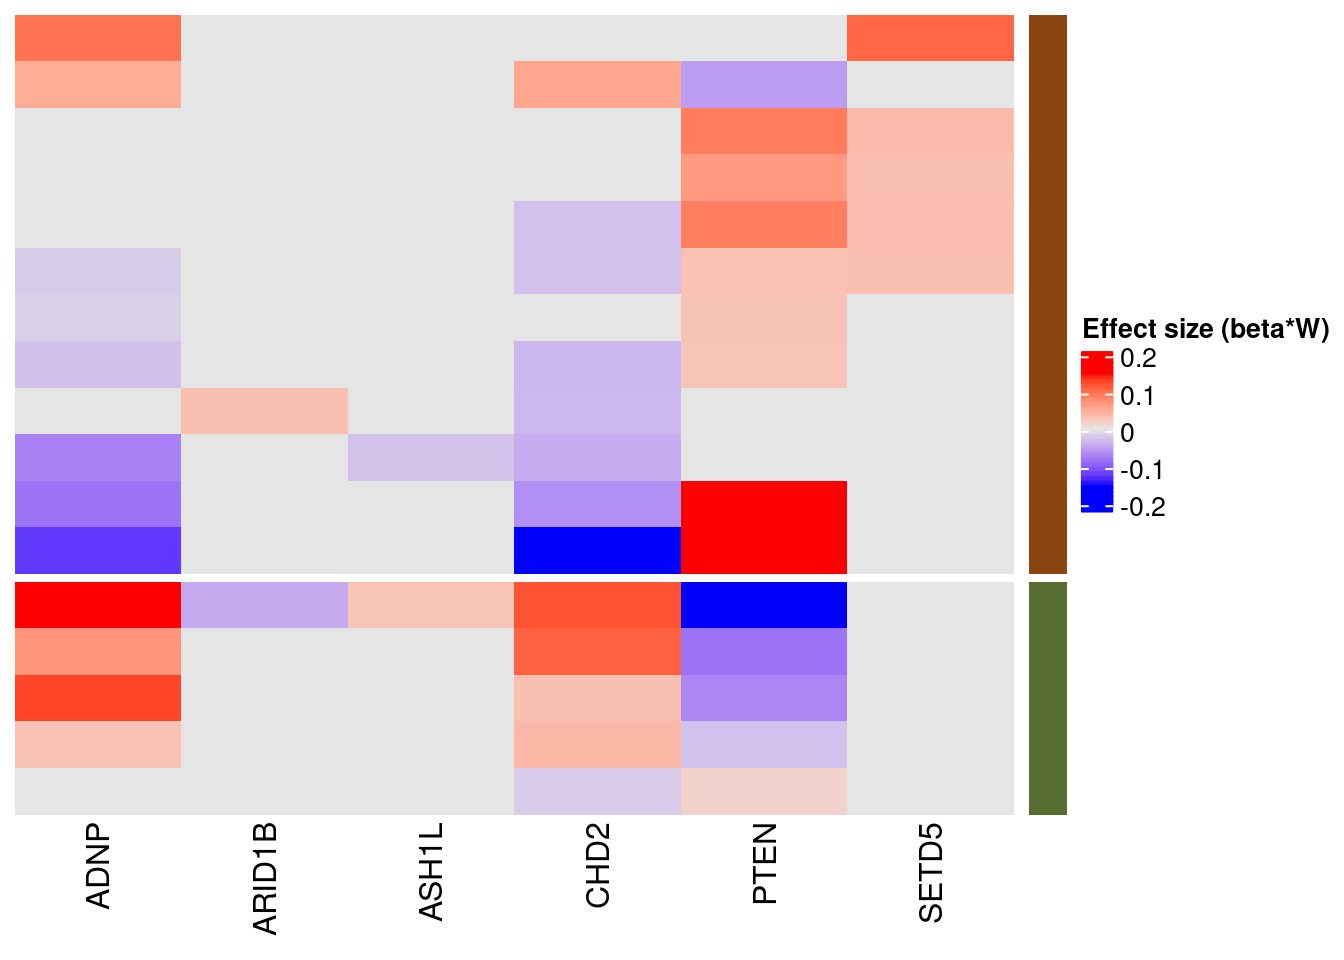 Effect size (beta*W)
0.2
0.1
0
-0.1
-0.2
ADNP
ARID1B
ASH1L
CHD2
PTEN
SETD5